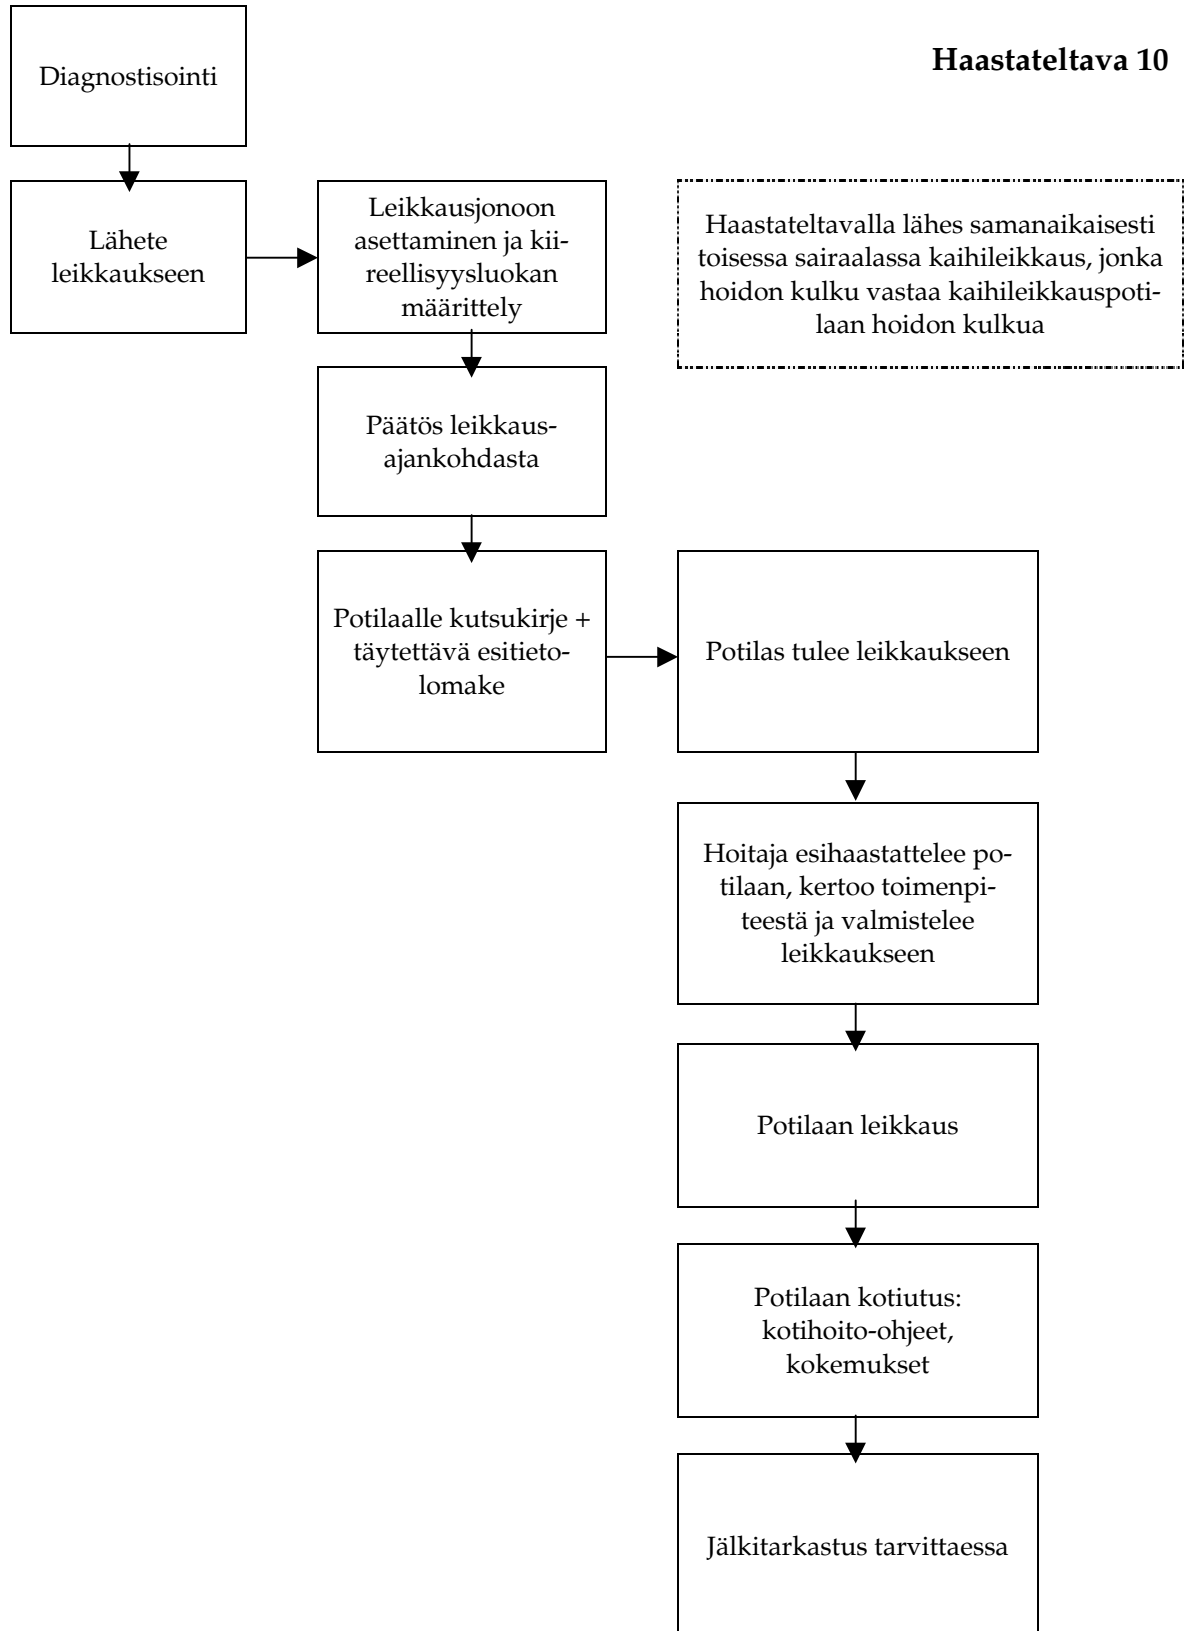 Haastateltava 10
Diagnostisointi
Lähete
leikkaukseen
Leikkausjonoon
asettaminen ja kii-
reellisyysluokan
määrittely
Haastateltavalla lähes samanaikaisesti
toisessa sairaalassa kaihileikkaus, jonka
hoidon kulku vastaa kaihileikkauspoti-
laan hoidon kulkua
Päätös leikkaus-
ajankohdasta
Potilaalle kutsukirje +
täytettävä esitieto-
lomake
Potilas tulee leikkaukseen
Hoitaja esihaastattelee po-
tilaan, kertoo toimenpi-
teestä ja valmistelee
leikkaukseen
Potilaan leikkaus
Potilaan kotiutus:
kotihoito-ohjeet,
kokemukset
Jälkitarkastus tarvittaessa